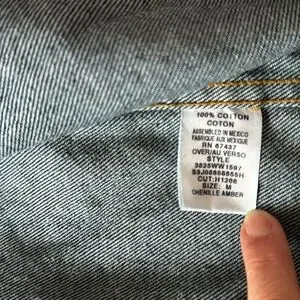 100% COTTON
COTON
ASSEMBLED IN MEXICO
FABRIQUE AUX MEXIQUE
RN 67437
OVER/AU VERSO
STYLE
3825WW1597
CUT:H1266
SIZE: M
CHENILLE AMBER